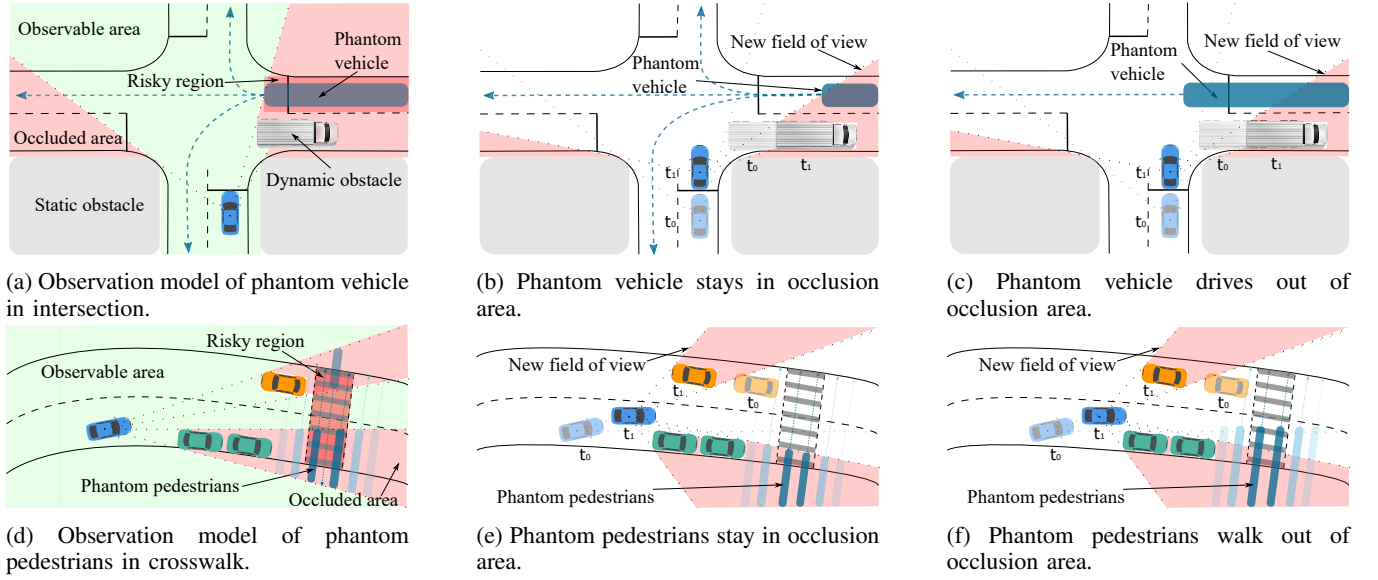 Observable area
Phantom
vehicle
Risky region
Occluded area
Dynamic obstacle
Static obstacle
(a) Observation model of phantom vehicle
in intersection.
New field of view
Phantom
vehicle
t₀
t₁
t₁
t₀
(b) Phantom vehicle stays in occlusion
area.
New field of view
Phantom
vehicle
t₀
t₁
t₁
t₀
(c) Phantom vehicle drives out of
occlusion area.
Risky region
Observable area
Phantom pedestrians
Occluded area
(d) Observation model of phantom
pedestrians in crosswalk.
New field of view
t₁
t₀
t₁
t₀
Phantom pedestrians
(e) Phantom pedestrians stay in occlusion
area.
New field of view
t₁
t₀
t₁
t₀
Phantom pedestrians
(f) Phantom pedestrians walk out of
occlusion area.